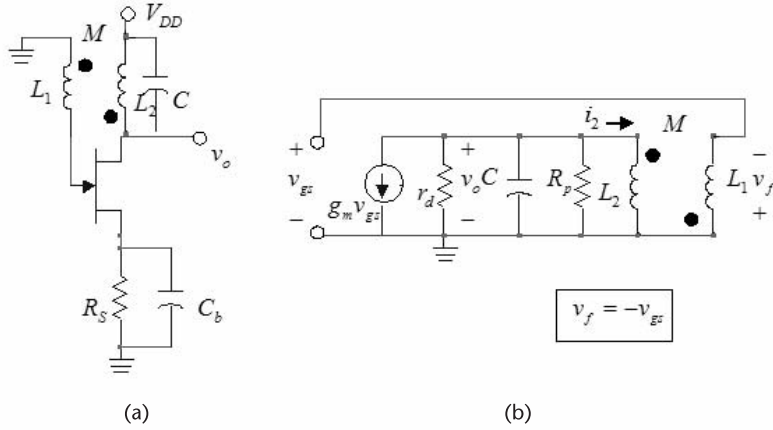 V_DD
M
L_1
L_2
C
v_o
R_S
C_b
(a)
i_2
M
+
+
−
v_gs
g_m v_gs
r_d
v_o
C
R_p
L_2
L_1
v_f
−
−
+
v_f = −v_gs
(b)